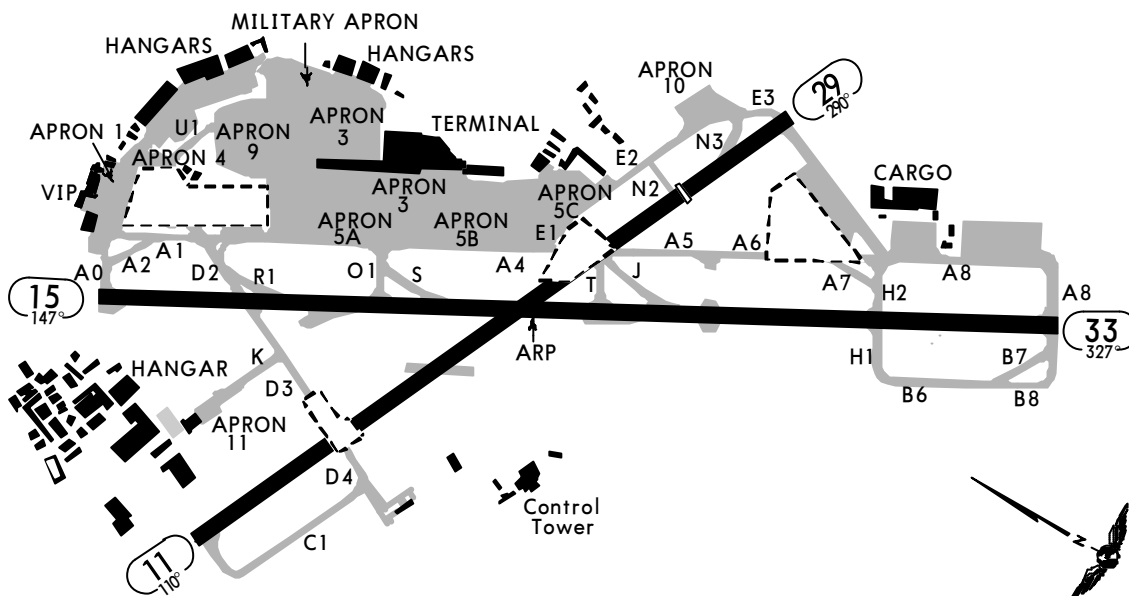 MILITARY APRON
HANGARS
HANGARS
APRON
10
E3
29
290°
APRON 1
U1
APRON
9
APRON
3
TERMINAL
N3
E2
APRON 4
VIP
APRON
3
N2
CARGO
APRON
5A
APRON
5B
APRON
5C
E1
A0
A2
A1
D2
R1
O1
S
A4
T
J
A5
A6
A7
H2
A8
A8
15
147°
ARP
33
327°
HANGAR
K
D3
H1
B7
B6
B8
APRON
11
D4
Control
Tower
C1
11
110°
N